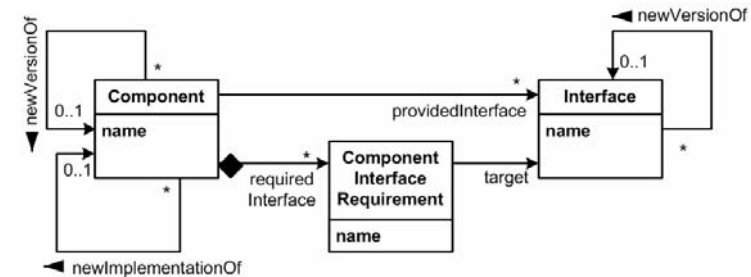 newVersionOf
newVersionOf
*
0..1
Component
name
0..1
*
*
providedInterface
*
required
Interface
Component
Interface
Requirement
name
target
0..1
Interface
name
*
newImplementationOf